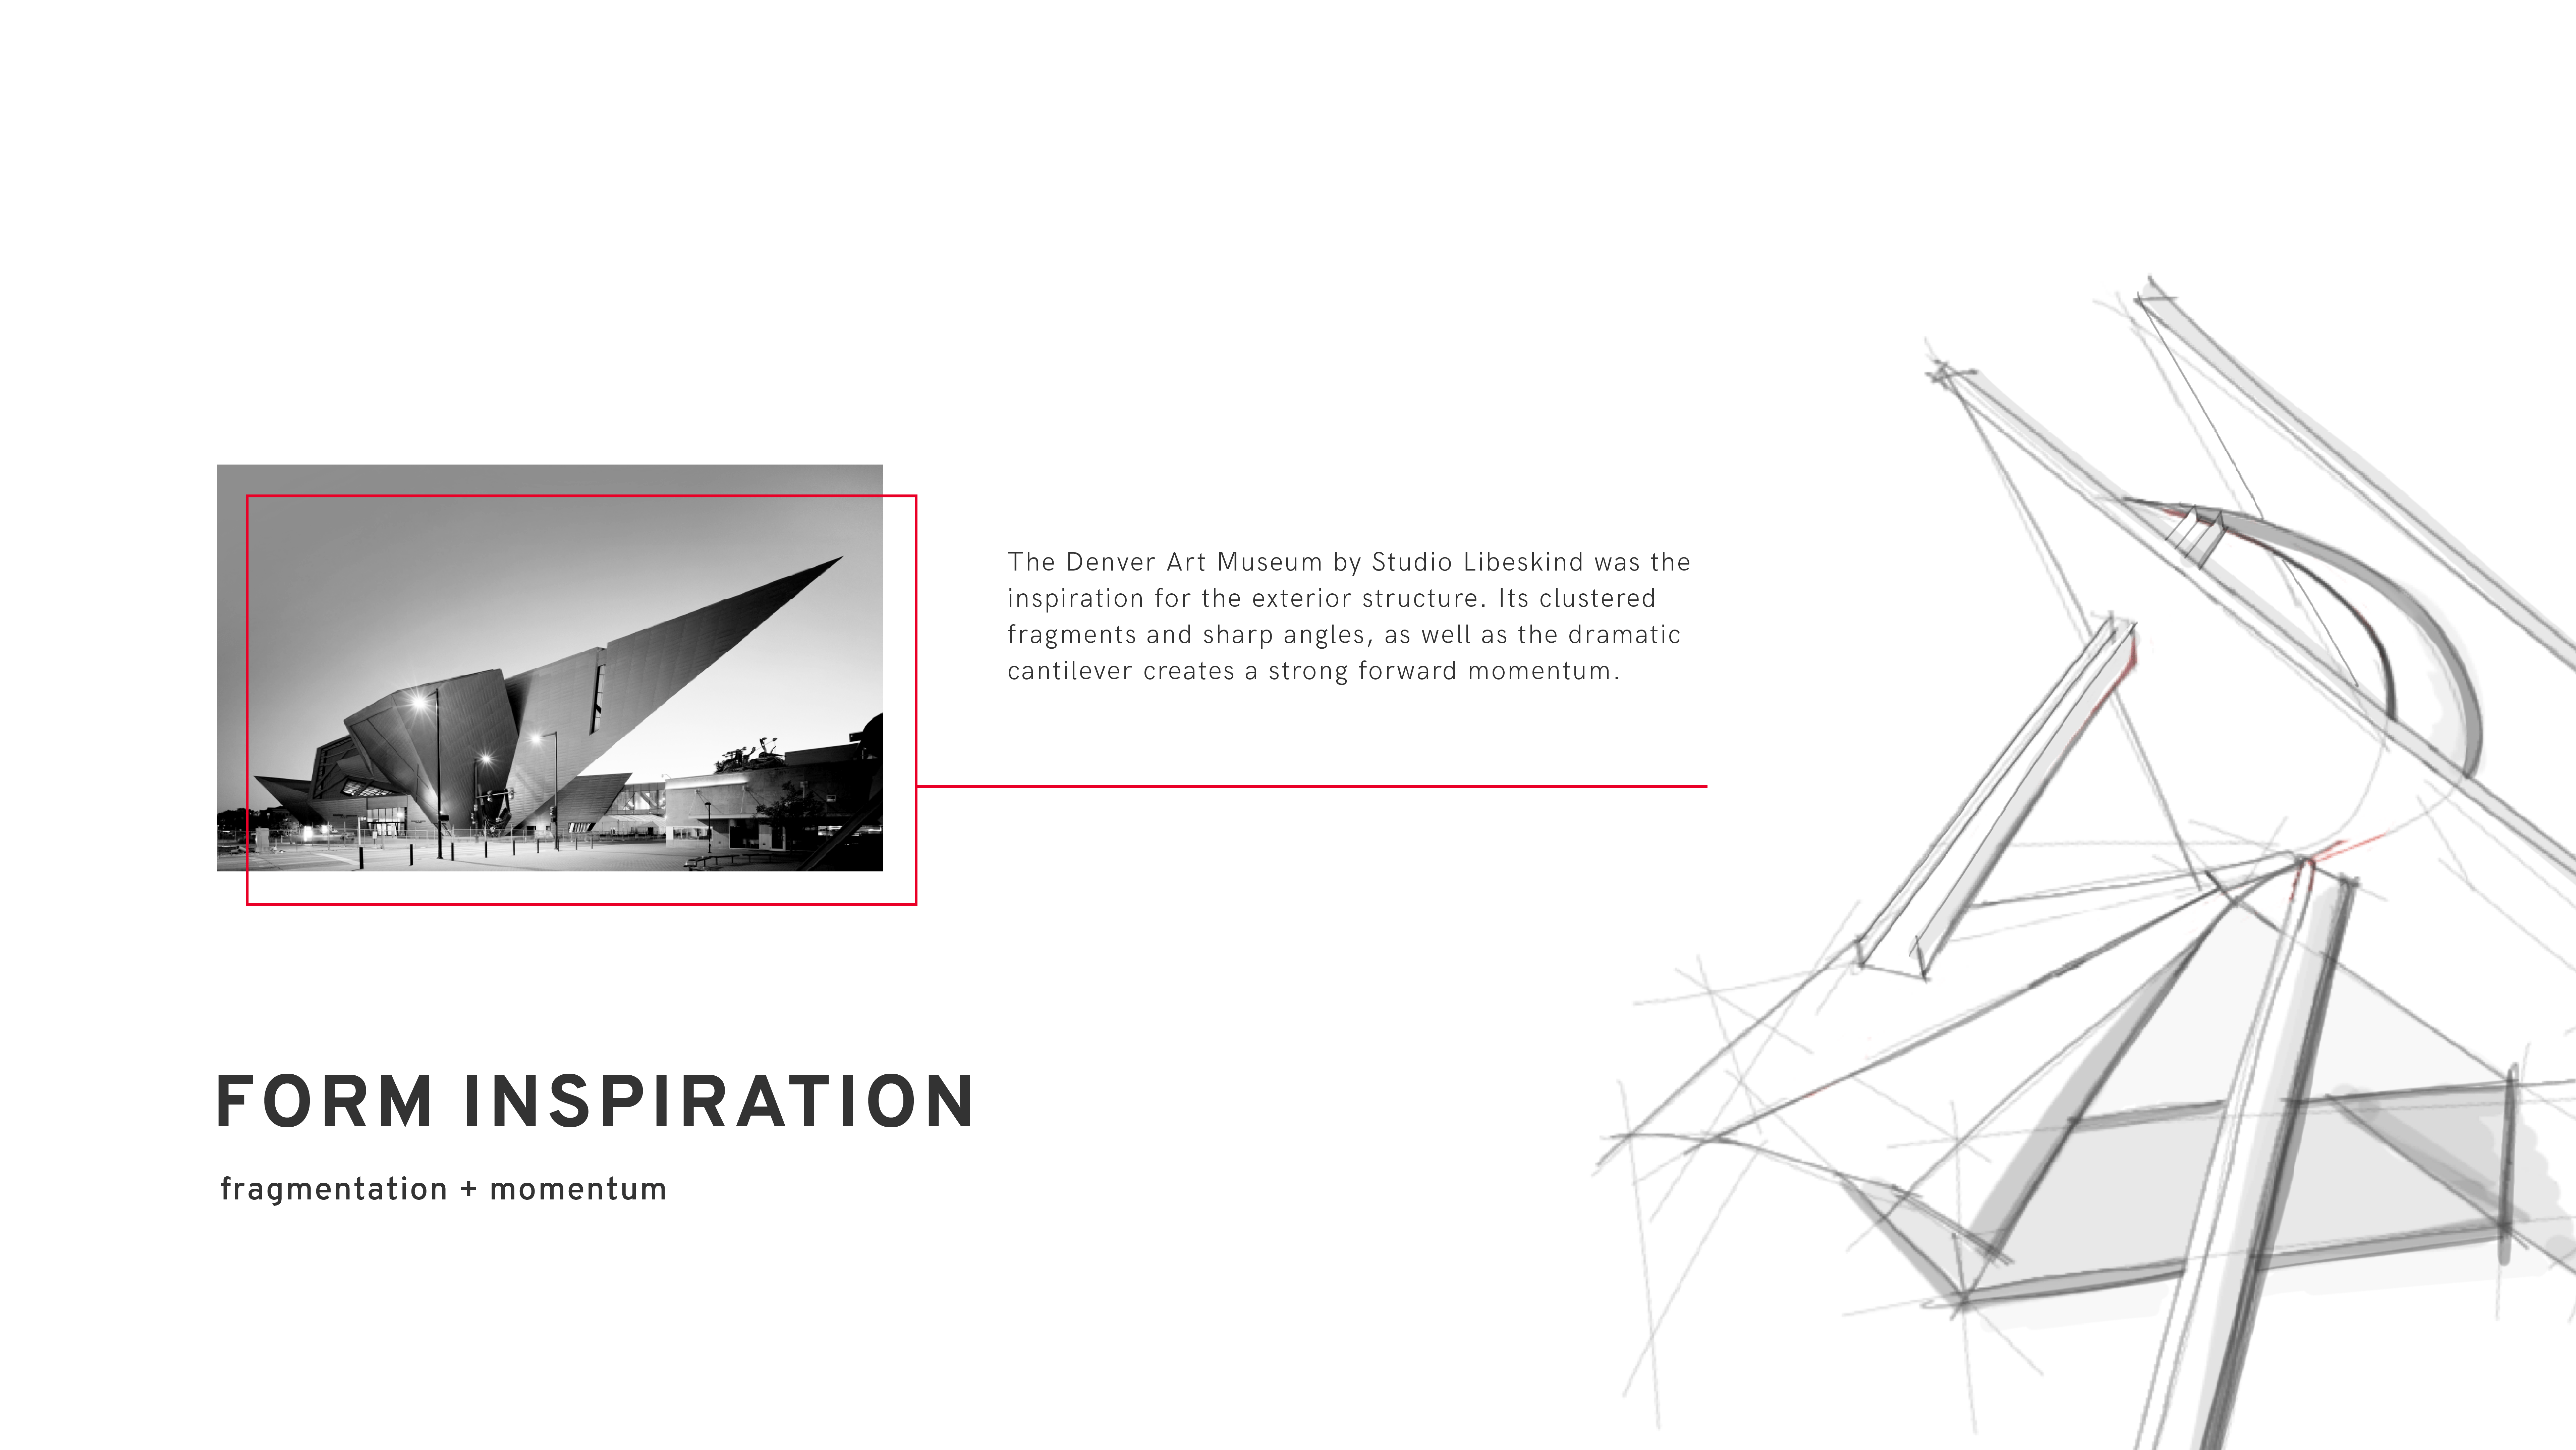 The Denver Art Museum by Studio Libeskind was the
inspiration for the exterior structure. Its clustered
fragments and sharp angles, as well as the dramatic
cantilever creates a strong forward momentum.
FORM INSPIRATION
fragmentation + momentum